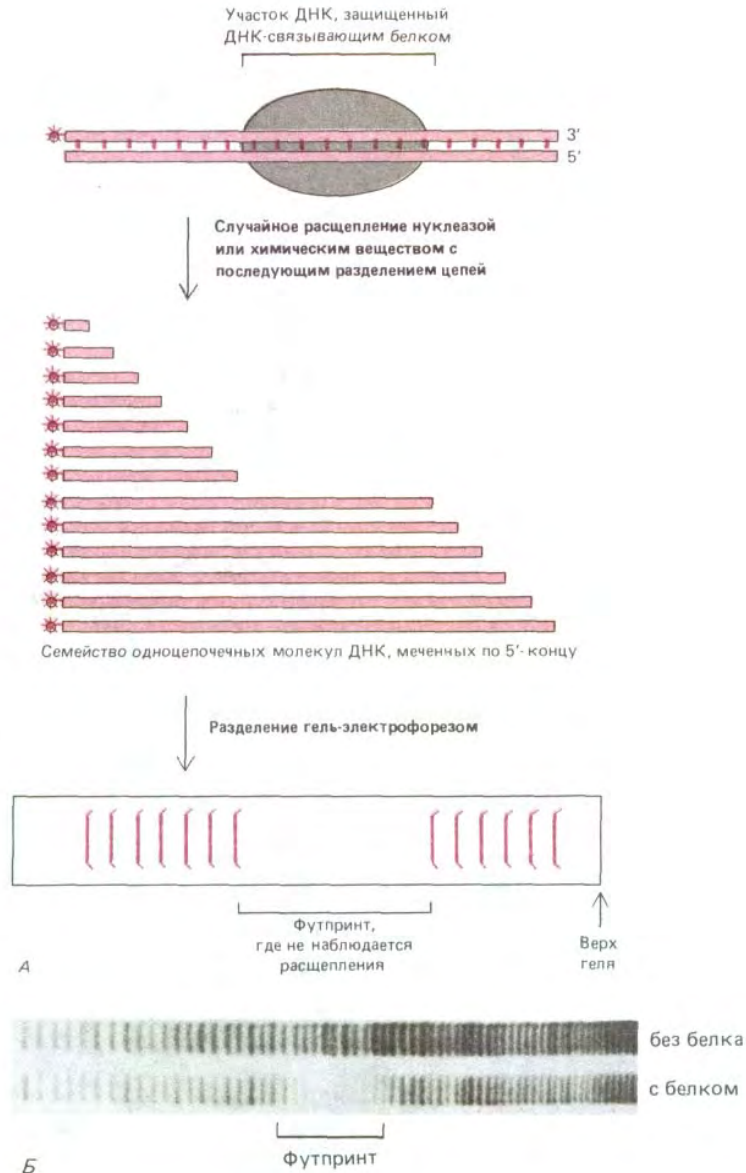 Участок ДНК, защищенный
ДНК-связывающим белком
3′
5′
Случайное расщепление нуклеазой
или химическим веществом с
последующим разделением цепей
Семейство одноцепочечных молекул ДНК, меченных по 5′-концу
Разделение гель-электрофорезом
Футпринт,
где не наблюдается
расщепления
Верх
геля
А
без белка
с белком
Футпринт
Б